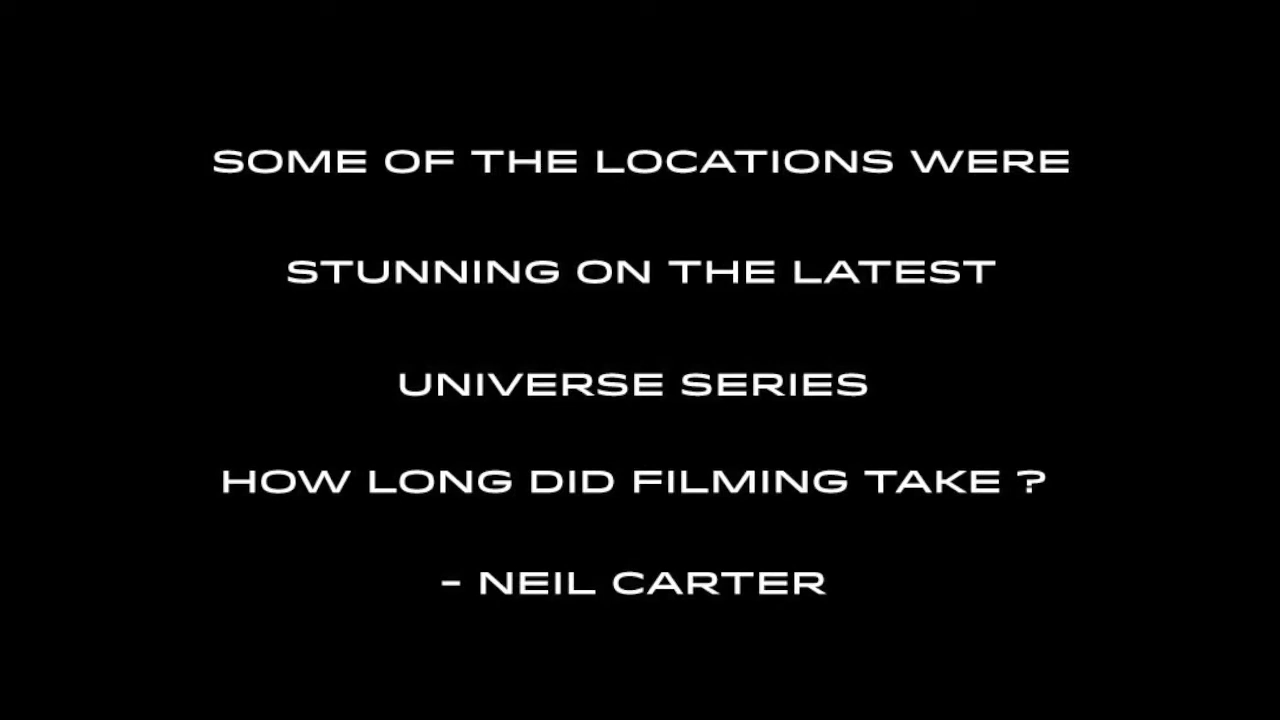 SOME OF THE LOCATIONS WERE
STUNNING ON THE LATEST
UNIVERSE SERIES
HOW LONG DID FILMING TAKE ?
- NEIL CARTER